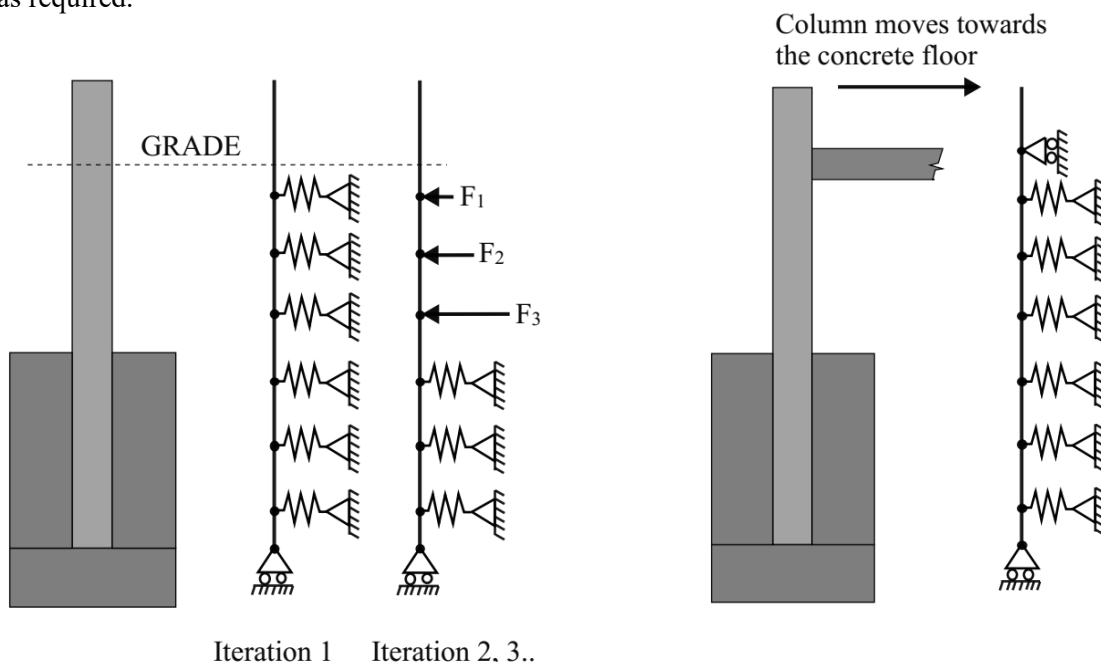 as required.
Column moves towards
the concrete floor
GRADE
F1
F2
F3
Iteration 1 Iteration 2, 3..